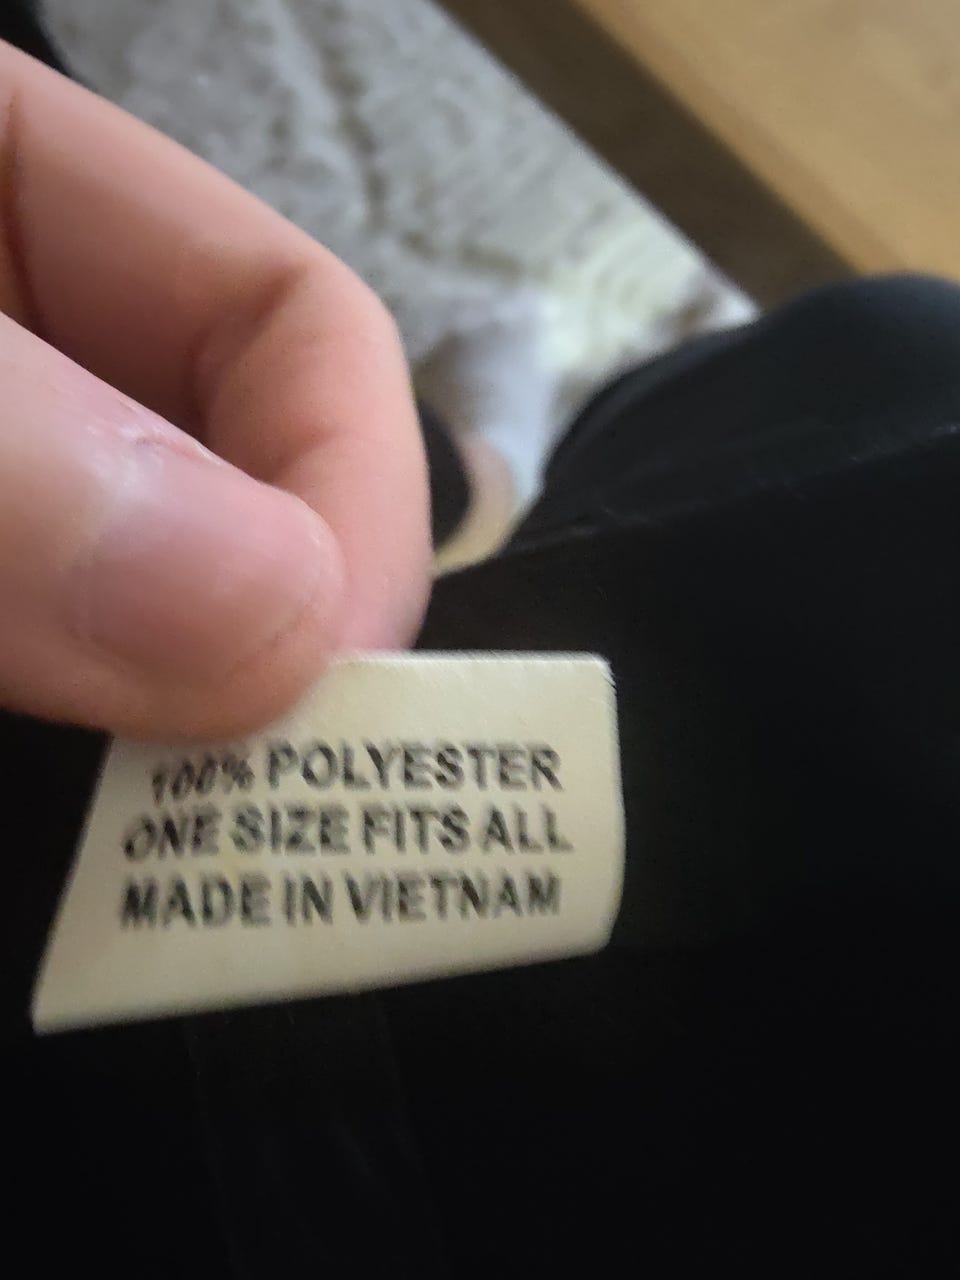 100% POLYESTER
ONE SIZE FITS ALL
MADE IN VIETNAM